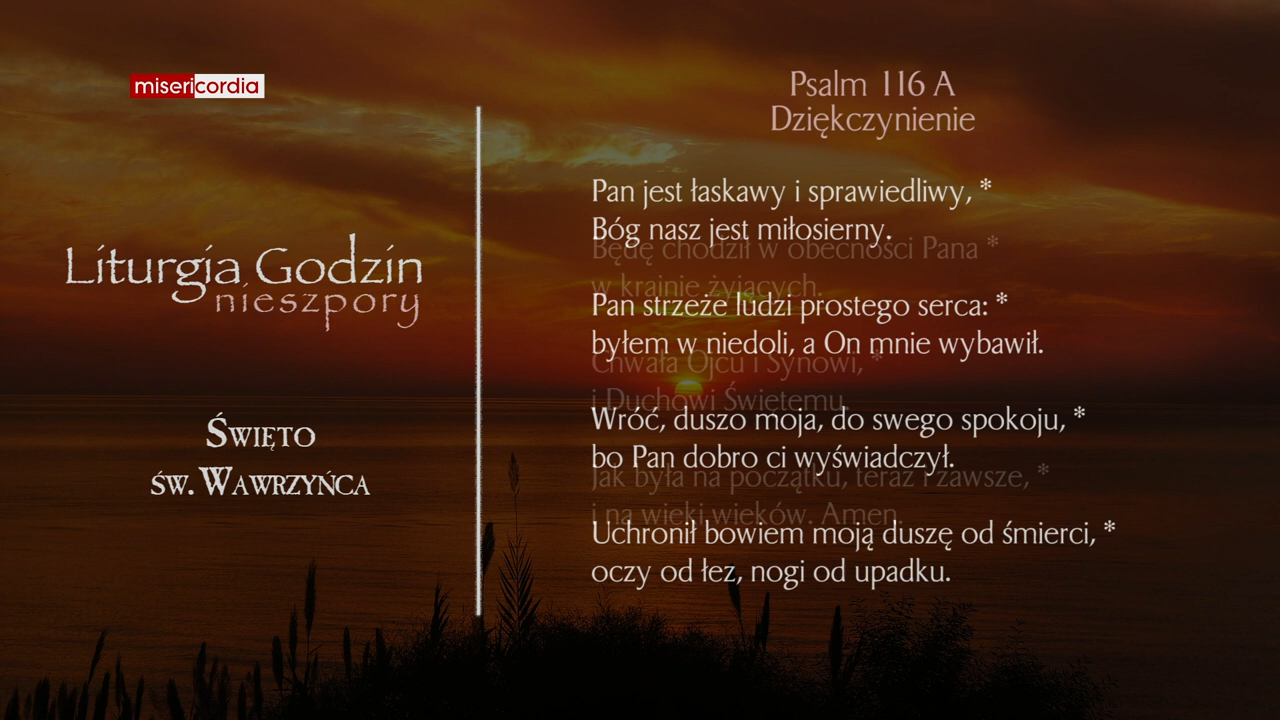 misericordia
Liturgia Godzin
nieszpory
Święto
św. Wawrzyńca
Psalm 116 A
Dziękczynienie
Pan jest łaskawy i sprawiedliwy, *
Bóg nasz jest miłosierny.
Będę chodził w obecności Pana *
w krainie żyjących.
Pan strzeże ludzi prostego serca: *
byłem w niedoli, a On mnie wybawił.
Chwała Ojcu i Synowi, *
i Duchowi Świętemu.
Wróć, duszo moja, do swego spokoju, *
bo Pan dobro ci wyświadczył.
Jak była na początku, teraz i zawsze, *
i na wieki wieków. Amen.
Uchronił bowiem moją duszę od śmierci, *
oczy od łez, nogi od upadku.